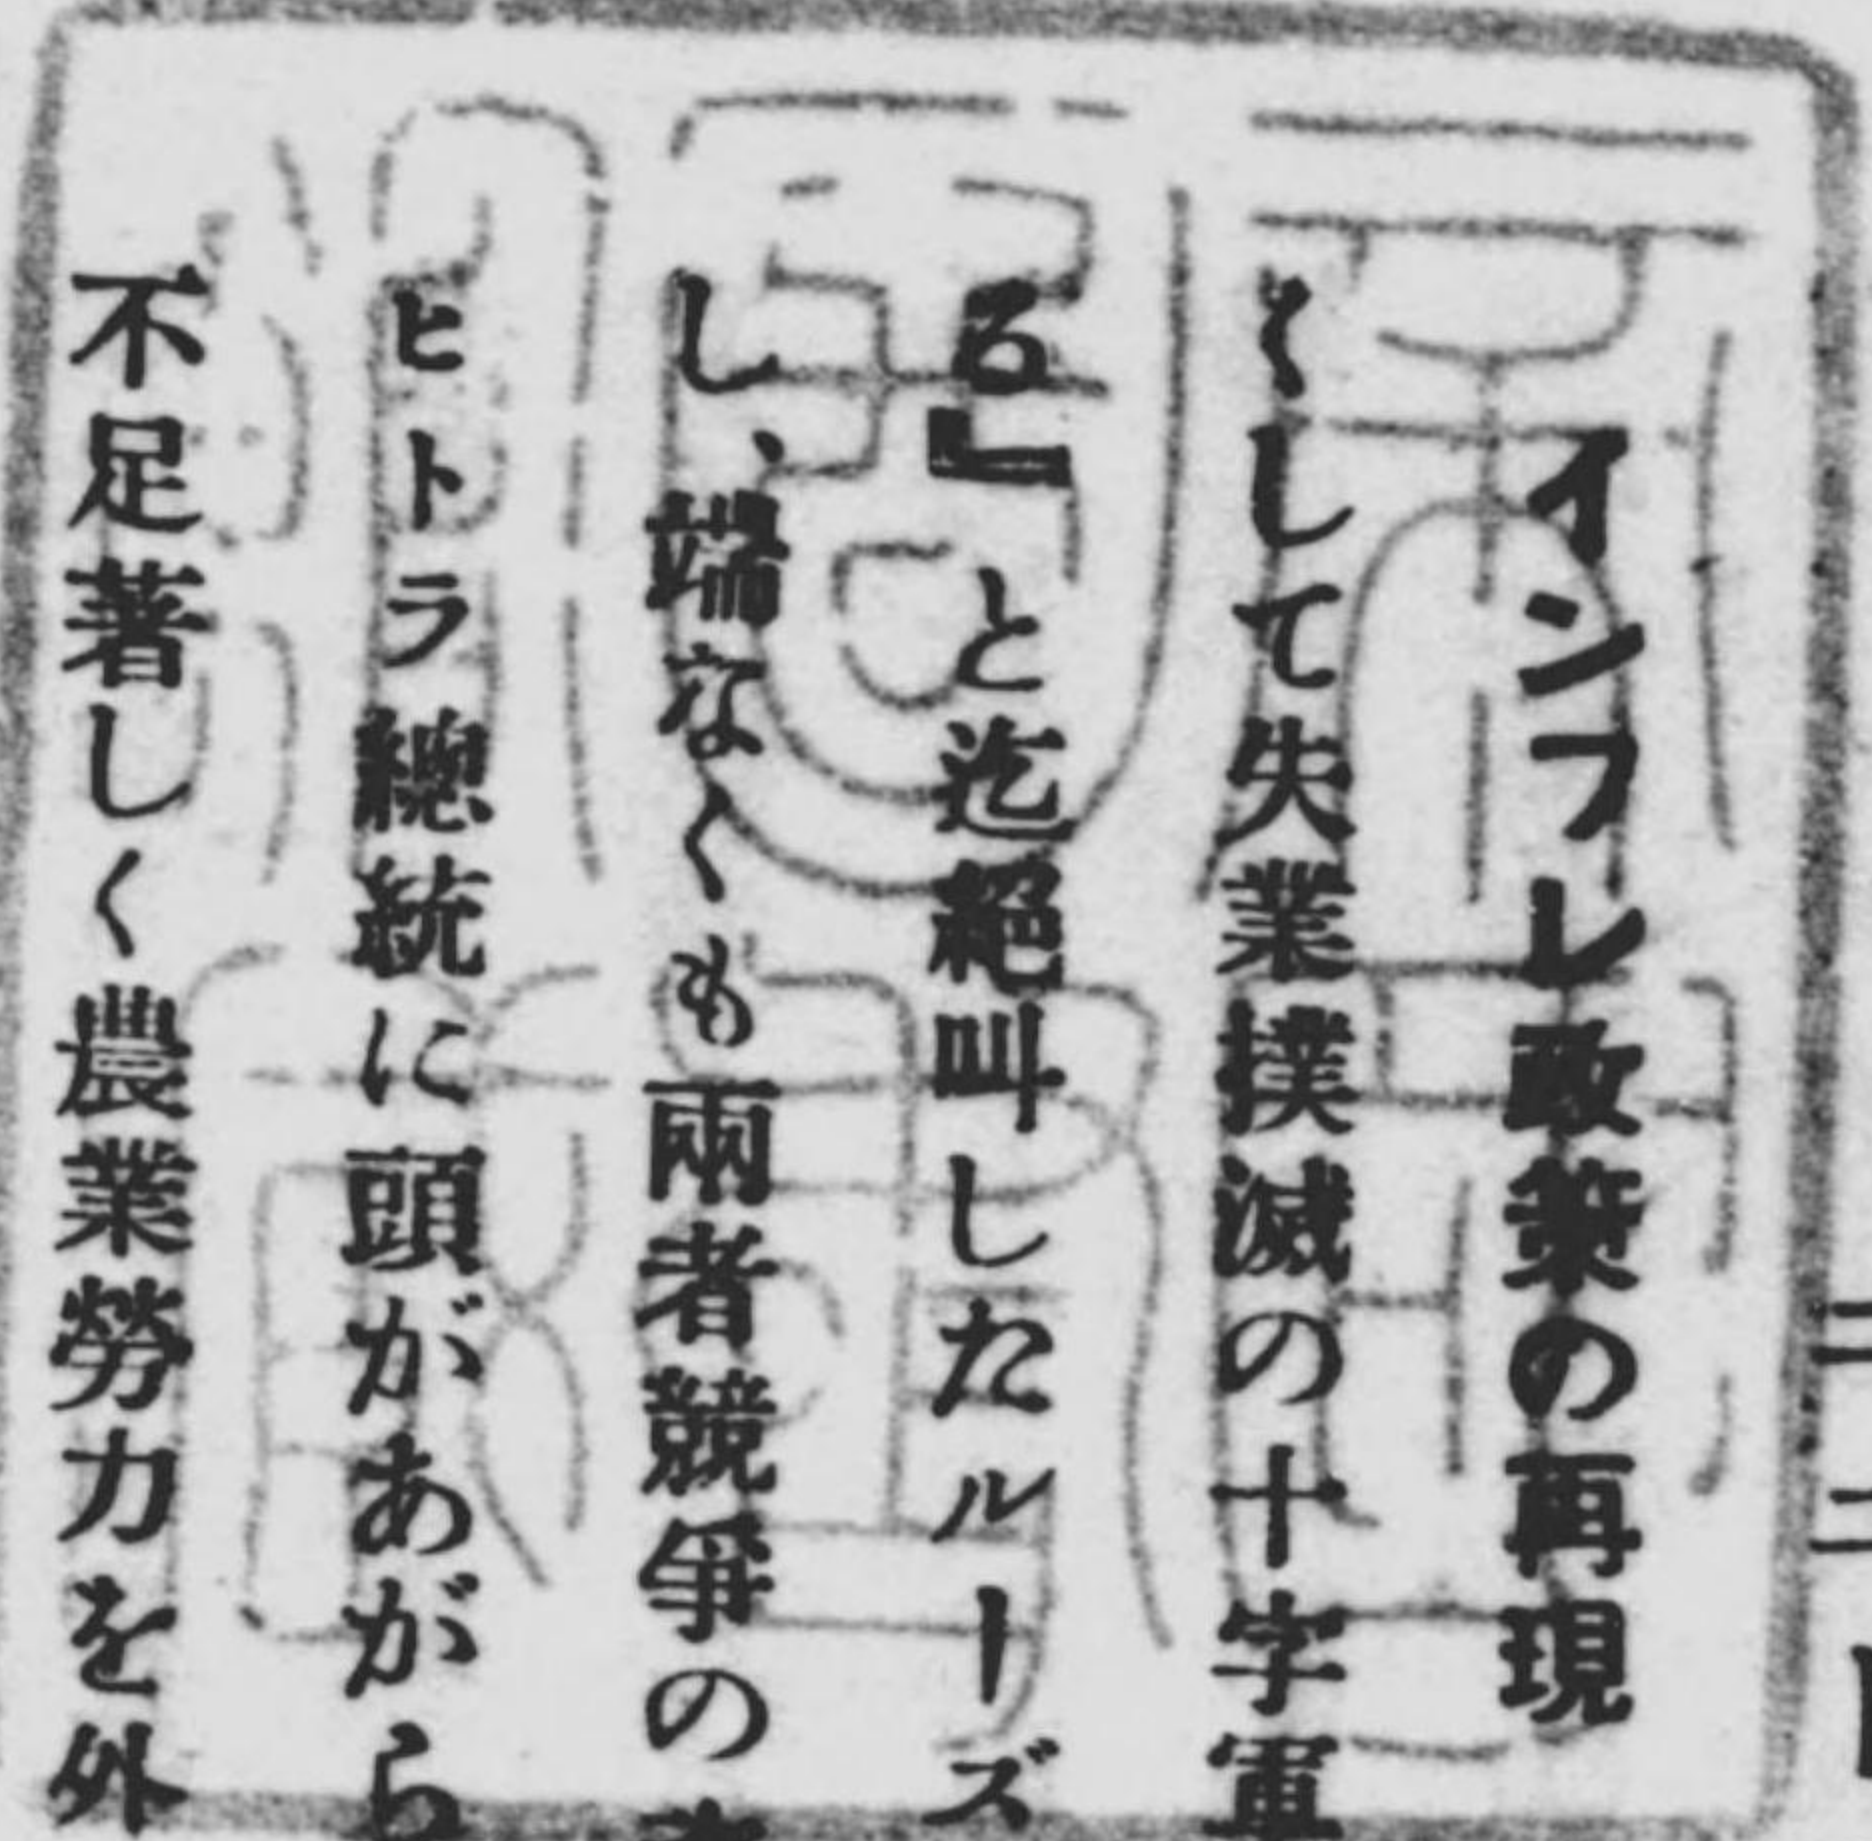 インフレ政策の再現
〱して失業撲滅の十字軍
る』と迄絕叫したルーズ
し、端なくも兩者競爭の
ヒトラ總統に頭があがら
不足著しく農業勞力を外